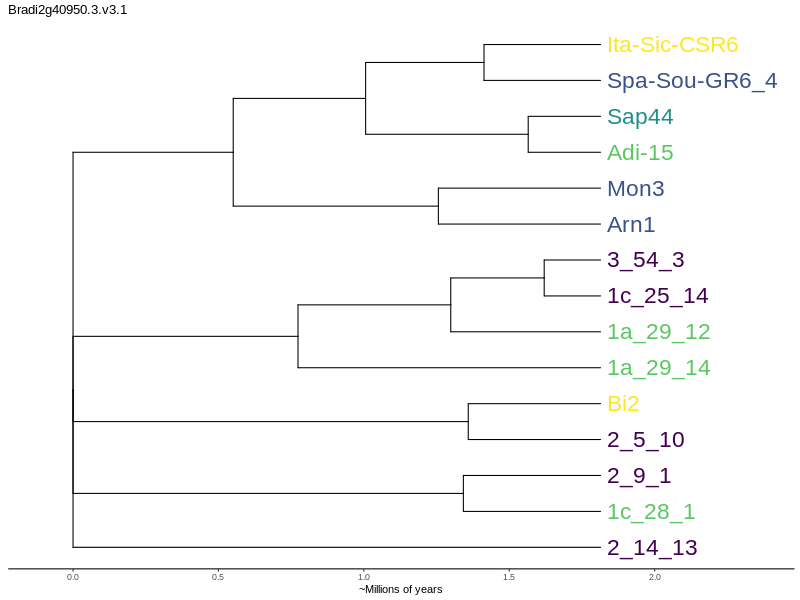 Bradi2g40950.3.v3.1
Ita-Sic-CSR6
Spa-Sou-GR6_4
Sap44
Adi-15
Mon3
Arn1
3_54_3
1c_25_14
1a_29_12
1a_29_14
Bi2
2_5_10
2_9_1
1c_28_1
2_14_13
0.0 0.5 1.0 1.5 2.0
~Millions of years